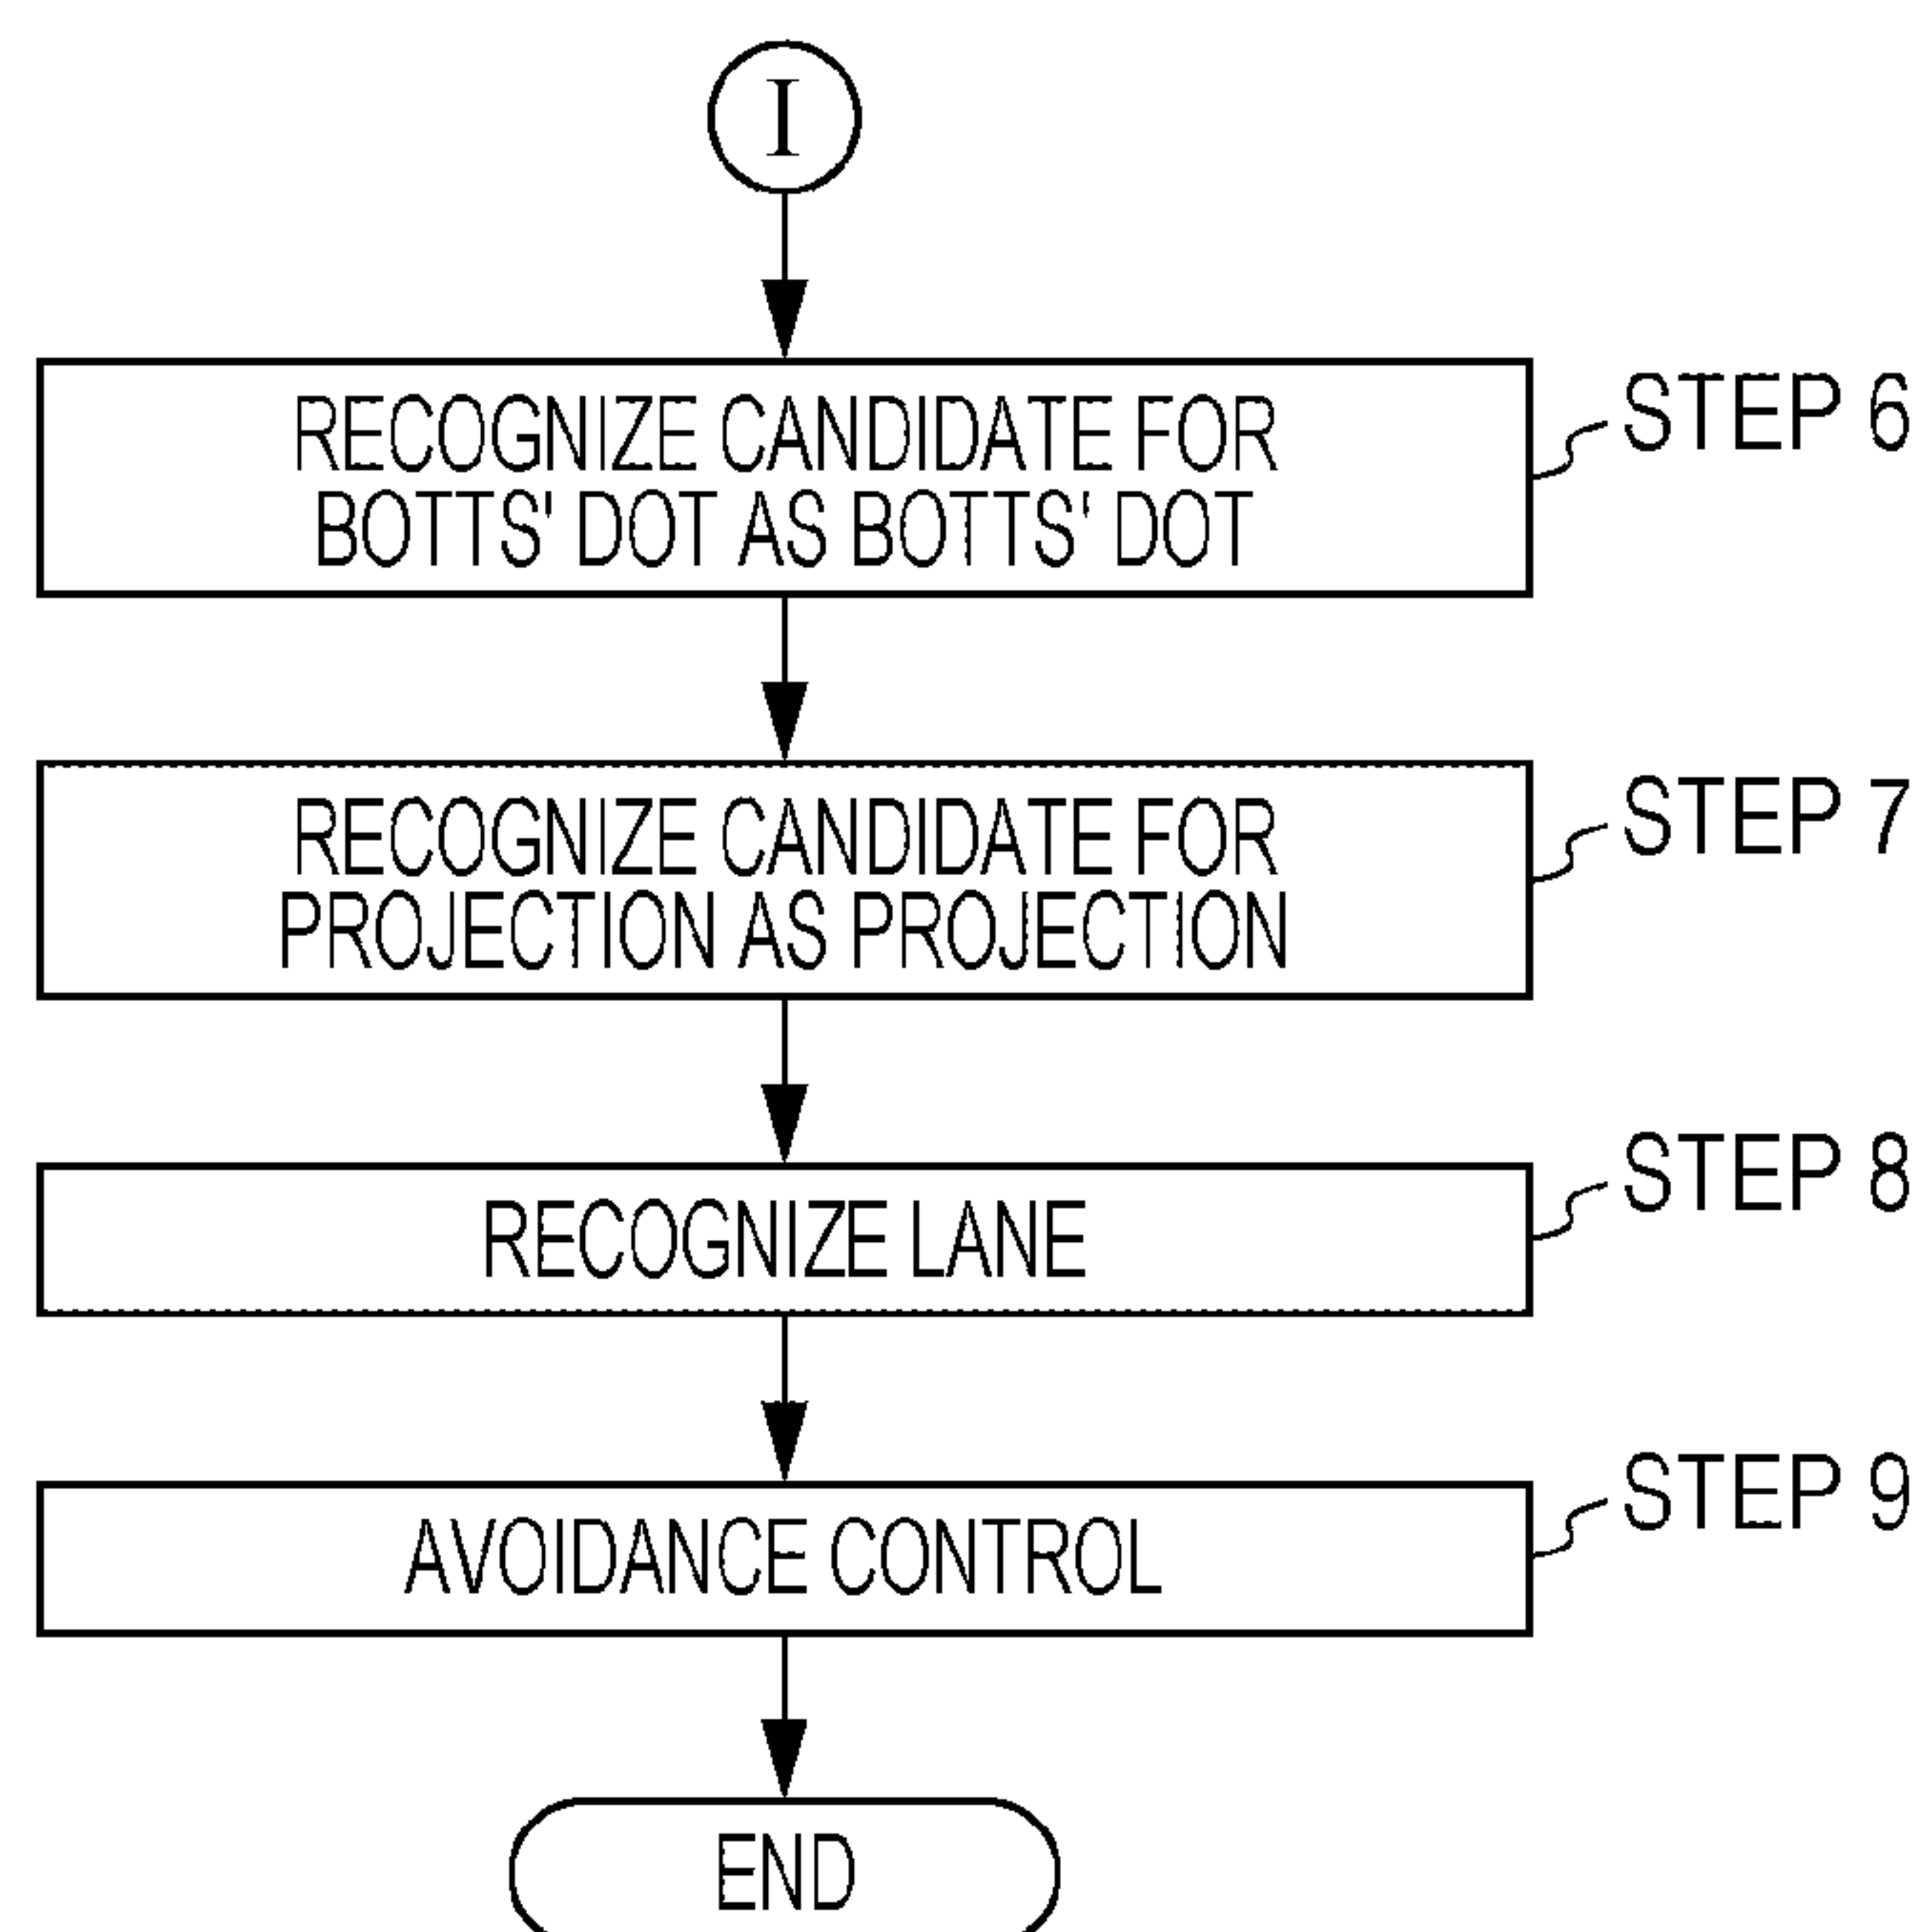 I
RECOGNIZE CANDIDATE FOR
BOTTS' DOT AS BOTTS' DOT
STEP 6
RECOGNIZE CANDIDATE FOR
PROJECTION AS PROJECTION
STEP 7
RECOGNIZE LANE
STEP 8
AVOIDANCE CONTROL
STEP 9
END